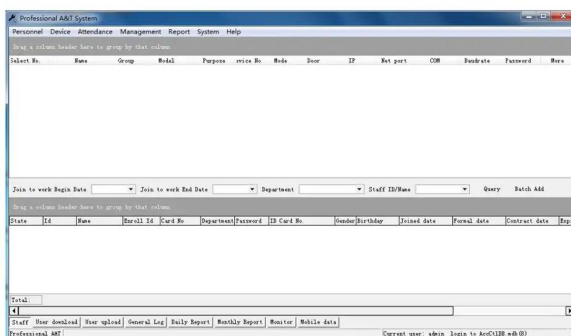 Professional A&T System
Personnel Device Attendance Management Report System Help
Drag a column header here to group by that column
Select No. Name Group Modal Purpose rvice No Mode Door IP Net port COM Baudrate Password More
Join to work Begin Date Join to work End Date Department Staff ID/Name Query Batch Add
Drag a column header here to group by that column
State Id Name Enroll Id Card No Department Password ID Card No. Gender Birthday Joined date Formal date Contract date Exp
Total:
Staff User download User upload General Log Daily Report Monthly Report Monitor Mobile data
Professional A&T Current user: admin login to AccCtlDB.mdb(8)